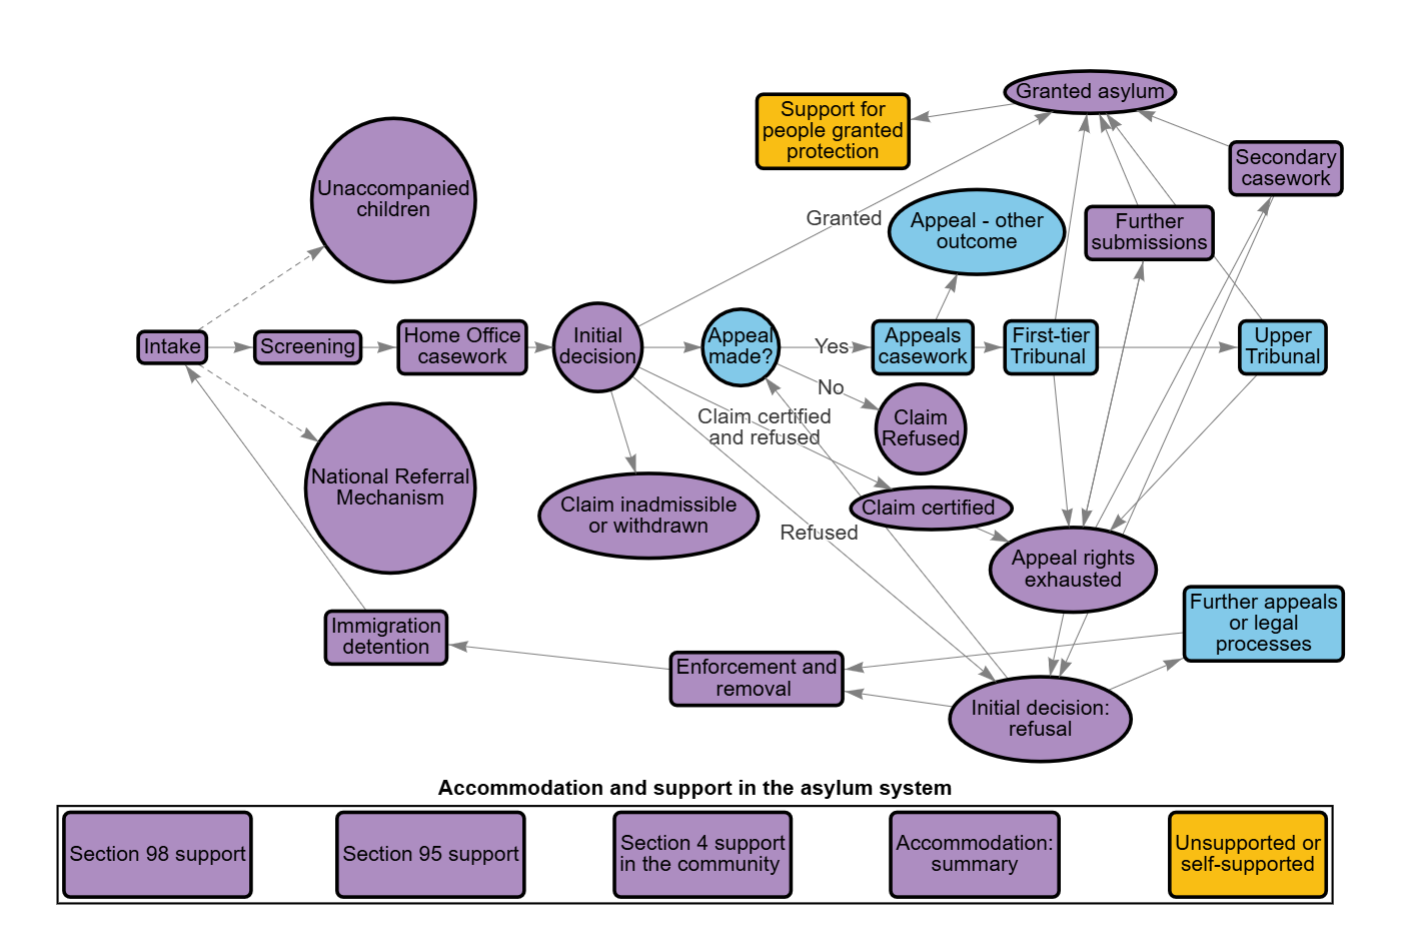 Granted asylum
Support for
people granted
protection
Secondary
casework
Unaccompanied
children
Granted
Appeal - other
outcome
Further
submissions
Intake
Screening
Home Office
casework
Initial
decision
Appeal
made?
Yes
Appeals
casework
First-tier
Tribunal
Upper
Tribunal
No
Claim certified
and refused
Claim
Refused
National Referral
Mechanism
Claim inadmissible
or withdrawn
Claim certified
Refused
Appeal rights
exhausted
Immigration
detention
Enforcement and
removal
Further appeals
or legal
processes
Initial decision:
refusal
Accommodation and support in the asylum system
Section 98 support
Section 95 support
Section 4 support
in the community
Accommodation:
summary
Unsupported or
self-supported